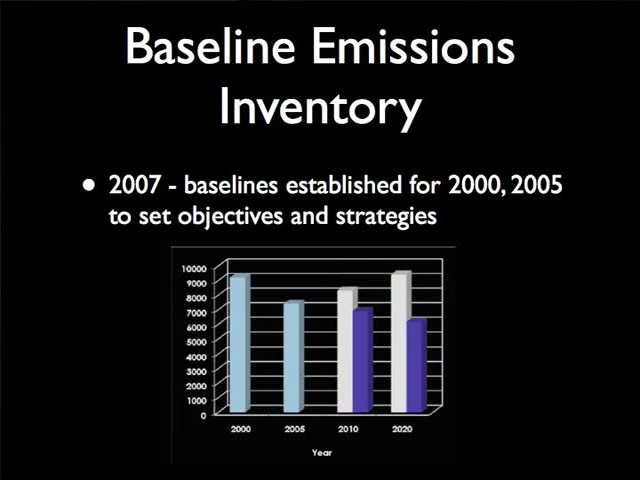 Baseline Emissions
Inventory
• 2007 - baselines established for 2000, 2005
to set objectives and strategies
10000
9000
8000
7000
6000
5000
4000
3000
2000
1000
0
2000 2005 2010 2020
Year